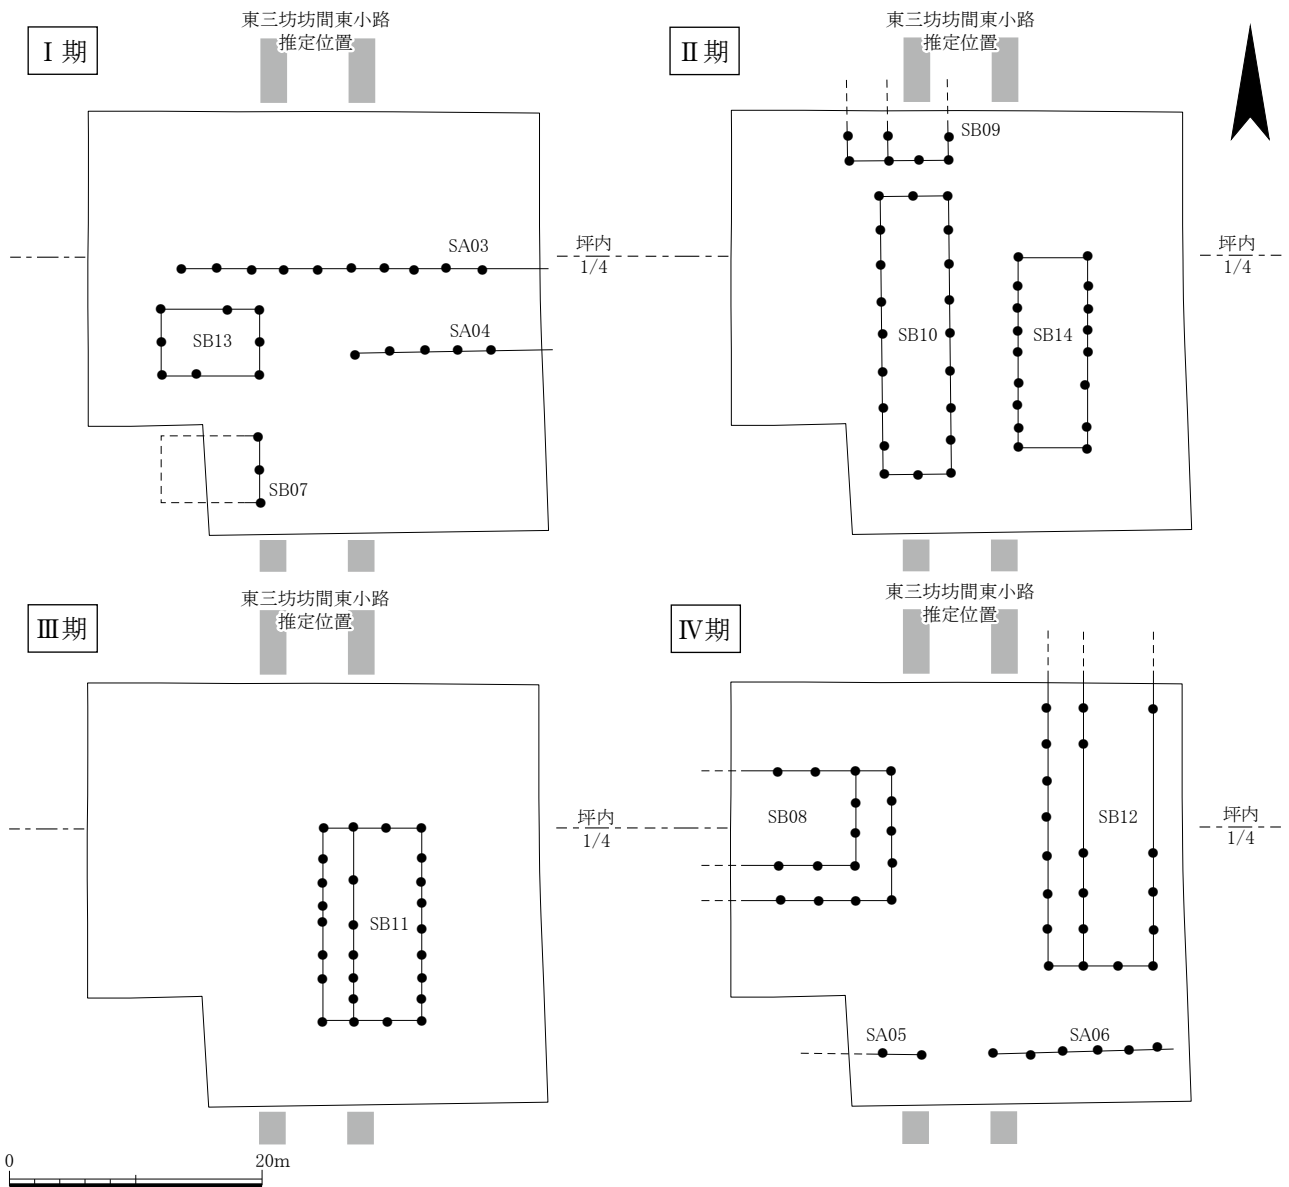 東三坊坊間東小路
推定位置
Ⅰ期
SA03
坪内
1/4
SB13
SA04
SB07
東三坊坊間東小路
推定位置
Ⅱ期
SB09
坪内
1/4
SB10
SB14
東三坊坊間東小路
推定位置
Ⅲ期
坪内
1/4
SB11
東三坊坊間東小路
推定位置
Ⅳ期
SB08
SB12
坪内
1/4
SA05
SA06
0
20m